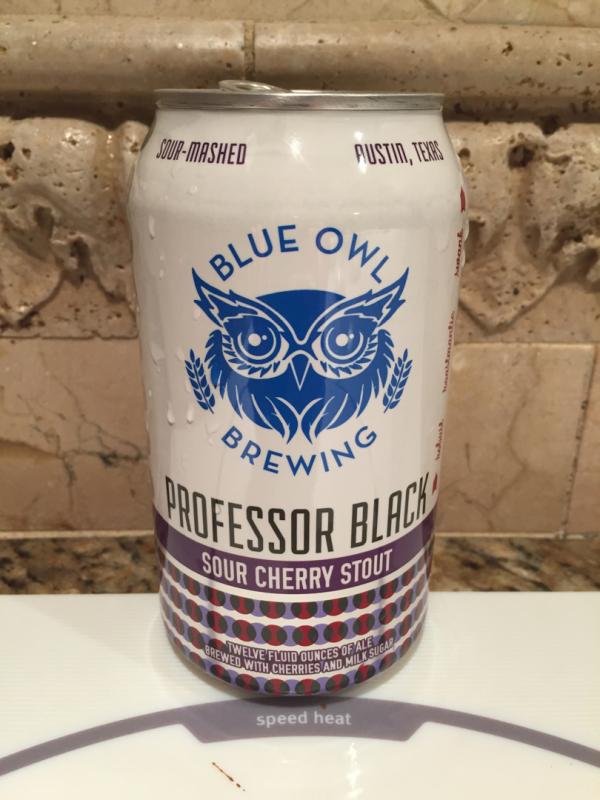 SOUR-MASHED
AUSTIN, TEXAS
BLUE OWL
BREWING
PROFESSOR BLACK
SOUR CHERRY STOUT
TWELVE FLUID OUNCES OF ALE
BREWED WITH CHERRIES AND MILK SUGAR
speed heat